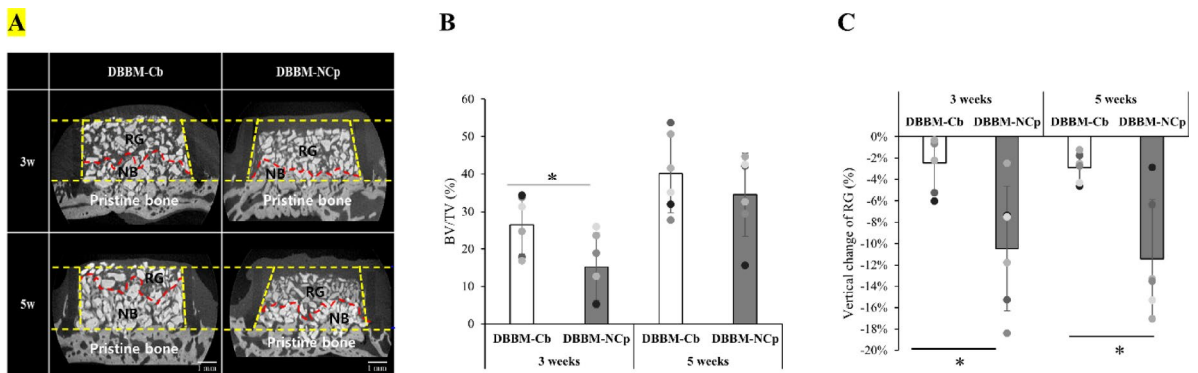 A
DBBM-Cb DBBM-NCp
3w
RG
NB
Pristine bone
RG
NB
Pristine bone
5w
RG
NB
Pristine bone
1 mm
RG
NB
Pristine bone
1 mm
B
BV/TV (%)
60
50
40
30
20
10
0
*
DBBM-Cb DBBM-NCp DBBM-Cb DBBM-NCp
3 weeks 5 weeks
C
3 weeks 5 weeks
DBBM-Cb DBBM-NCp DBBM-Cb DBBM-NCp
Vertical change of RG (%)
0%
-2%
-4%
-6%
-8%
-10%
-12%
-14%
-16%
-18%
-20%
* *